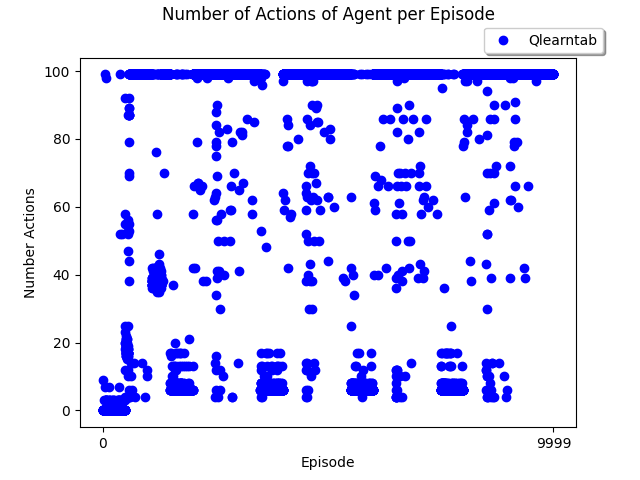 Number of Actions of Agent per Episode
Qlearntab
100
80
60
40
20
0
Number Actions
0
9999
Episode